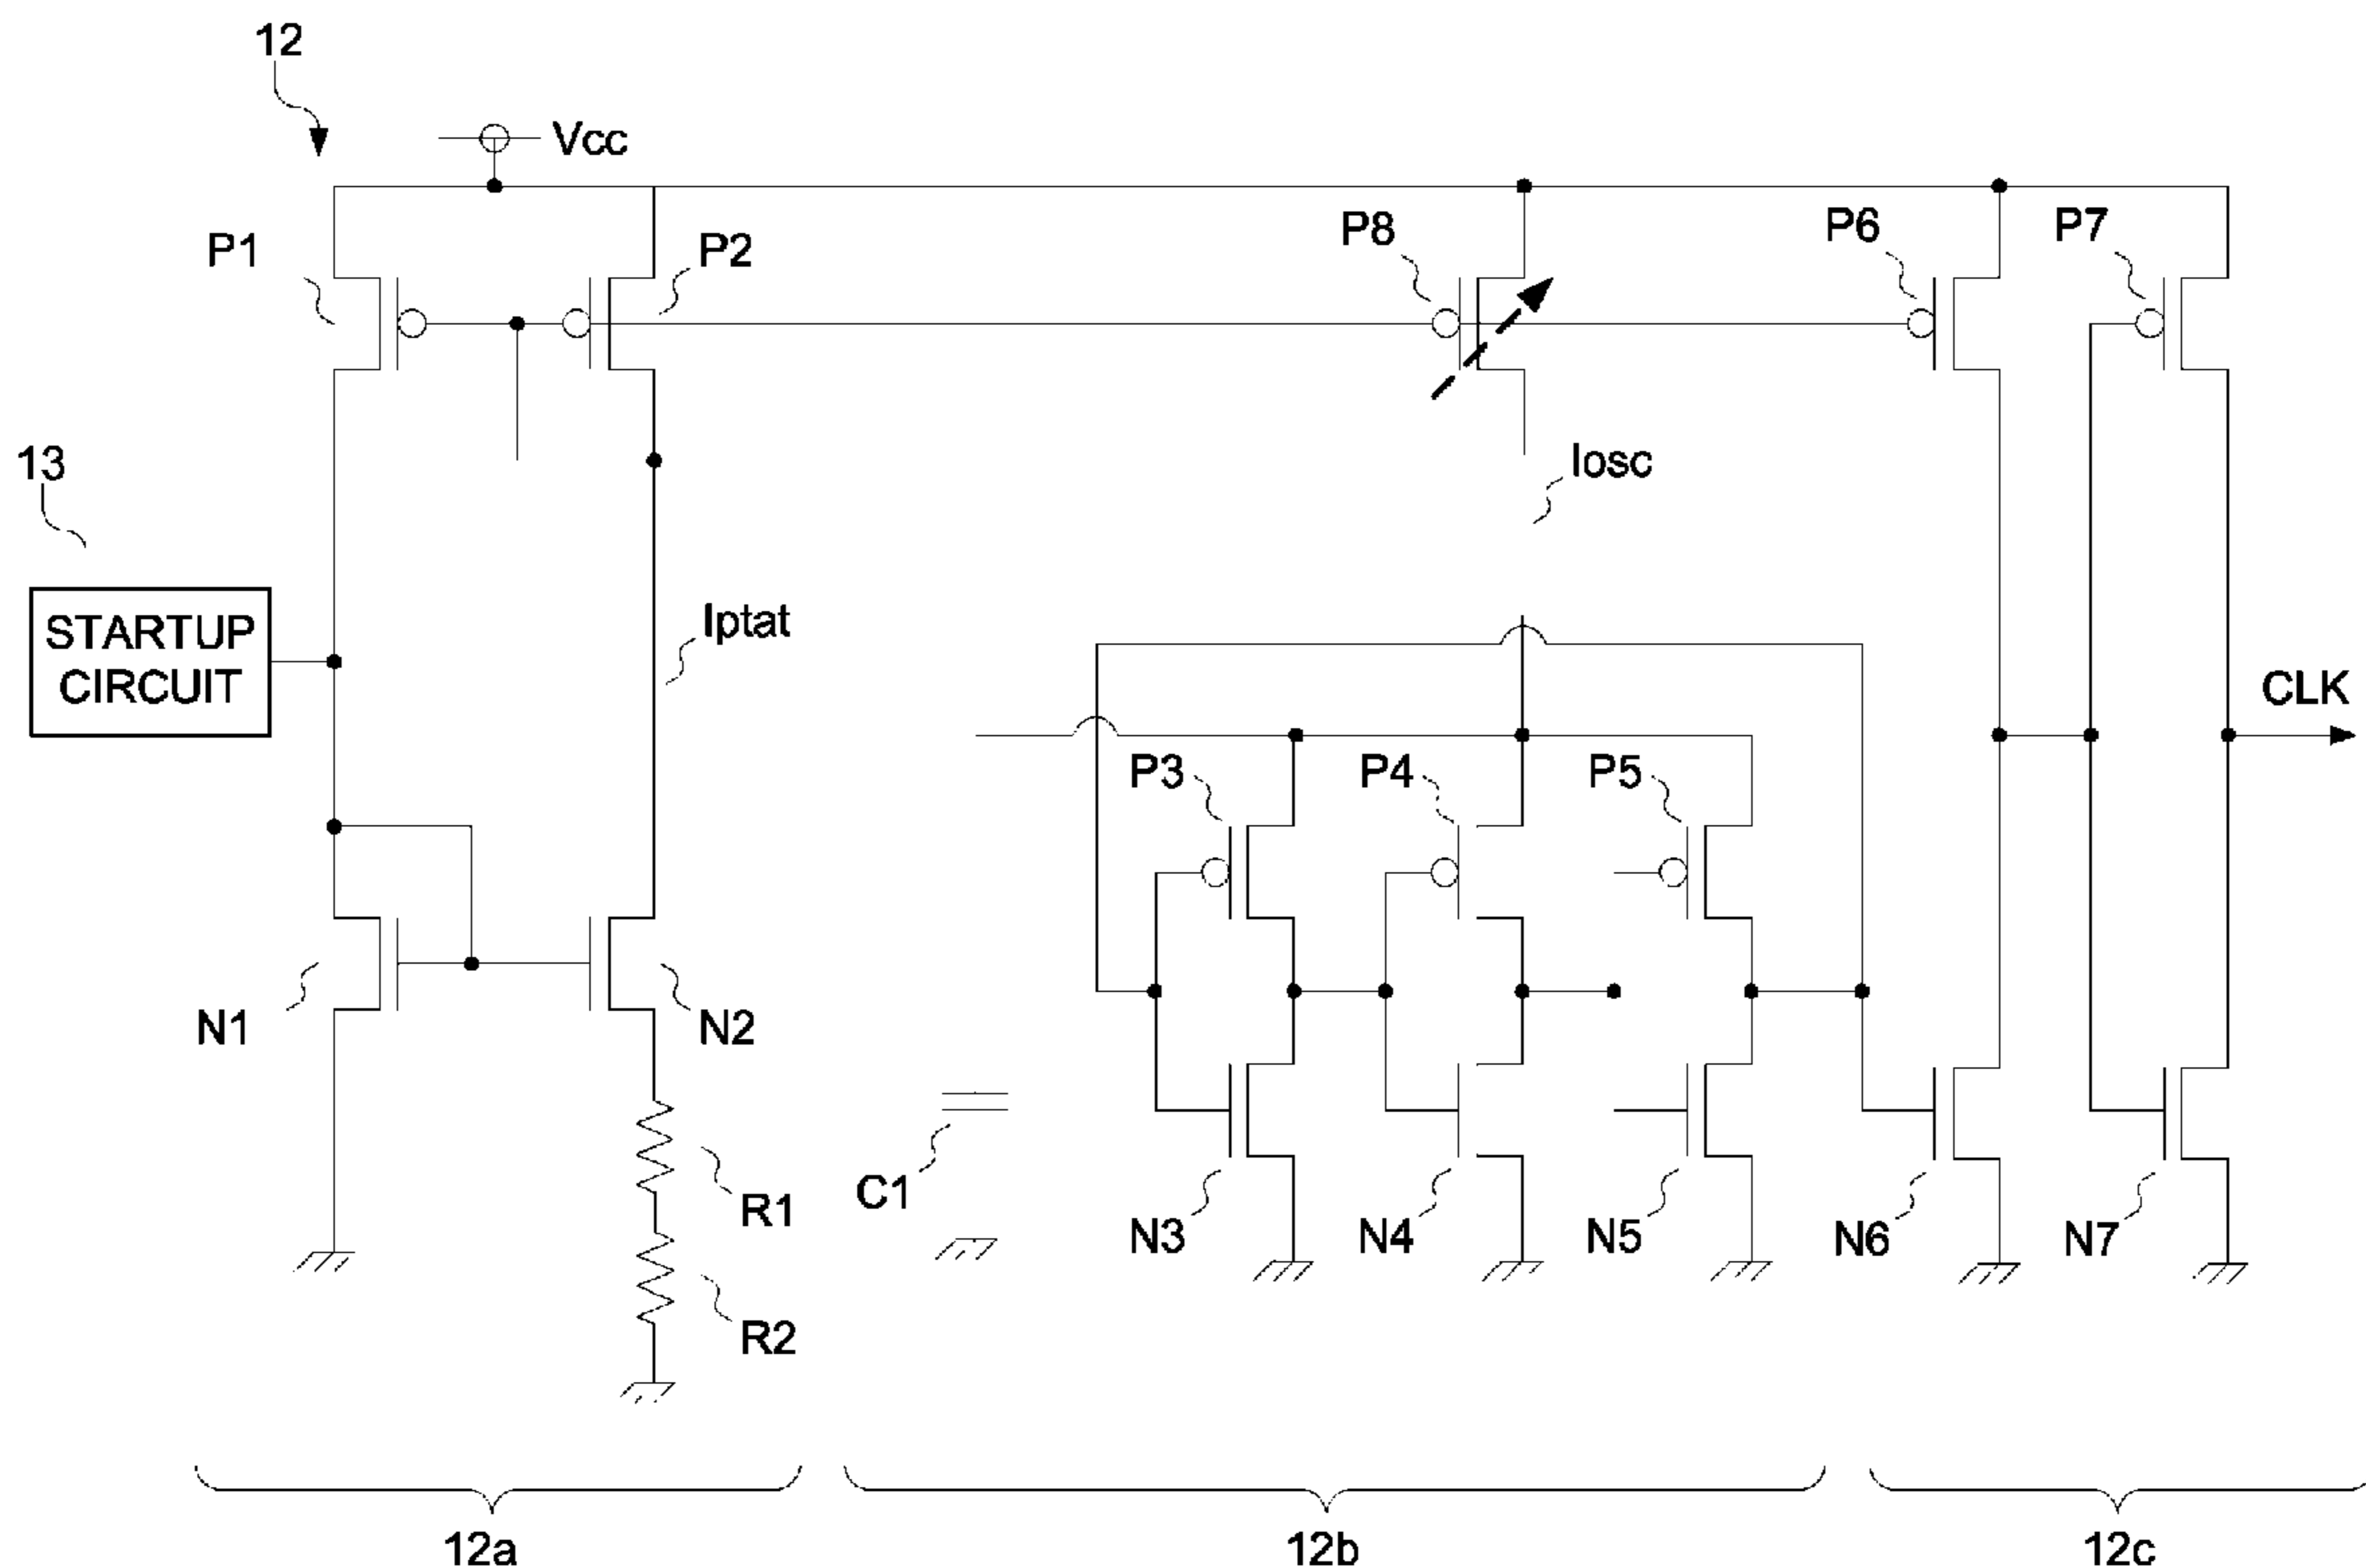 12
Vcc
P1
P2
P8
P6
P7
13
Iosc
STARTUP
CIRCUIT
Iptat
CLK
P3
P4
P5
N1
N2
C1
R1
N3
N4
N5
N6
N7
R2
12a
12b
12c